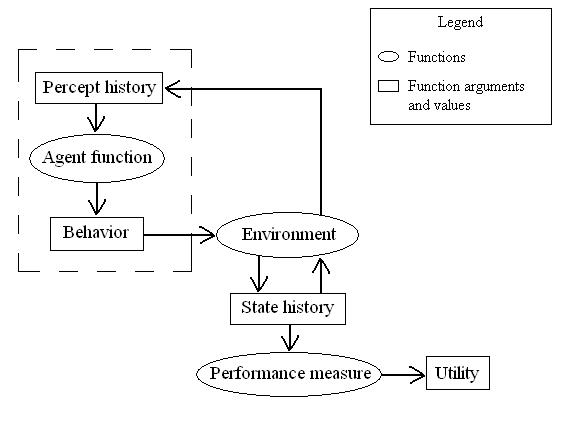 Legend
Functions
Function arguments
and values
Percept history
Agent function
Behavior
Environment
State history
Performance measure
Utility